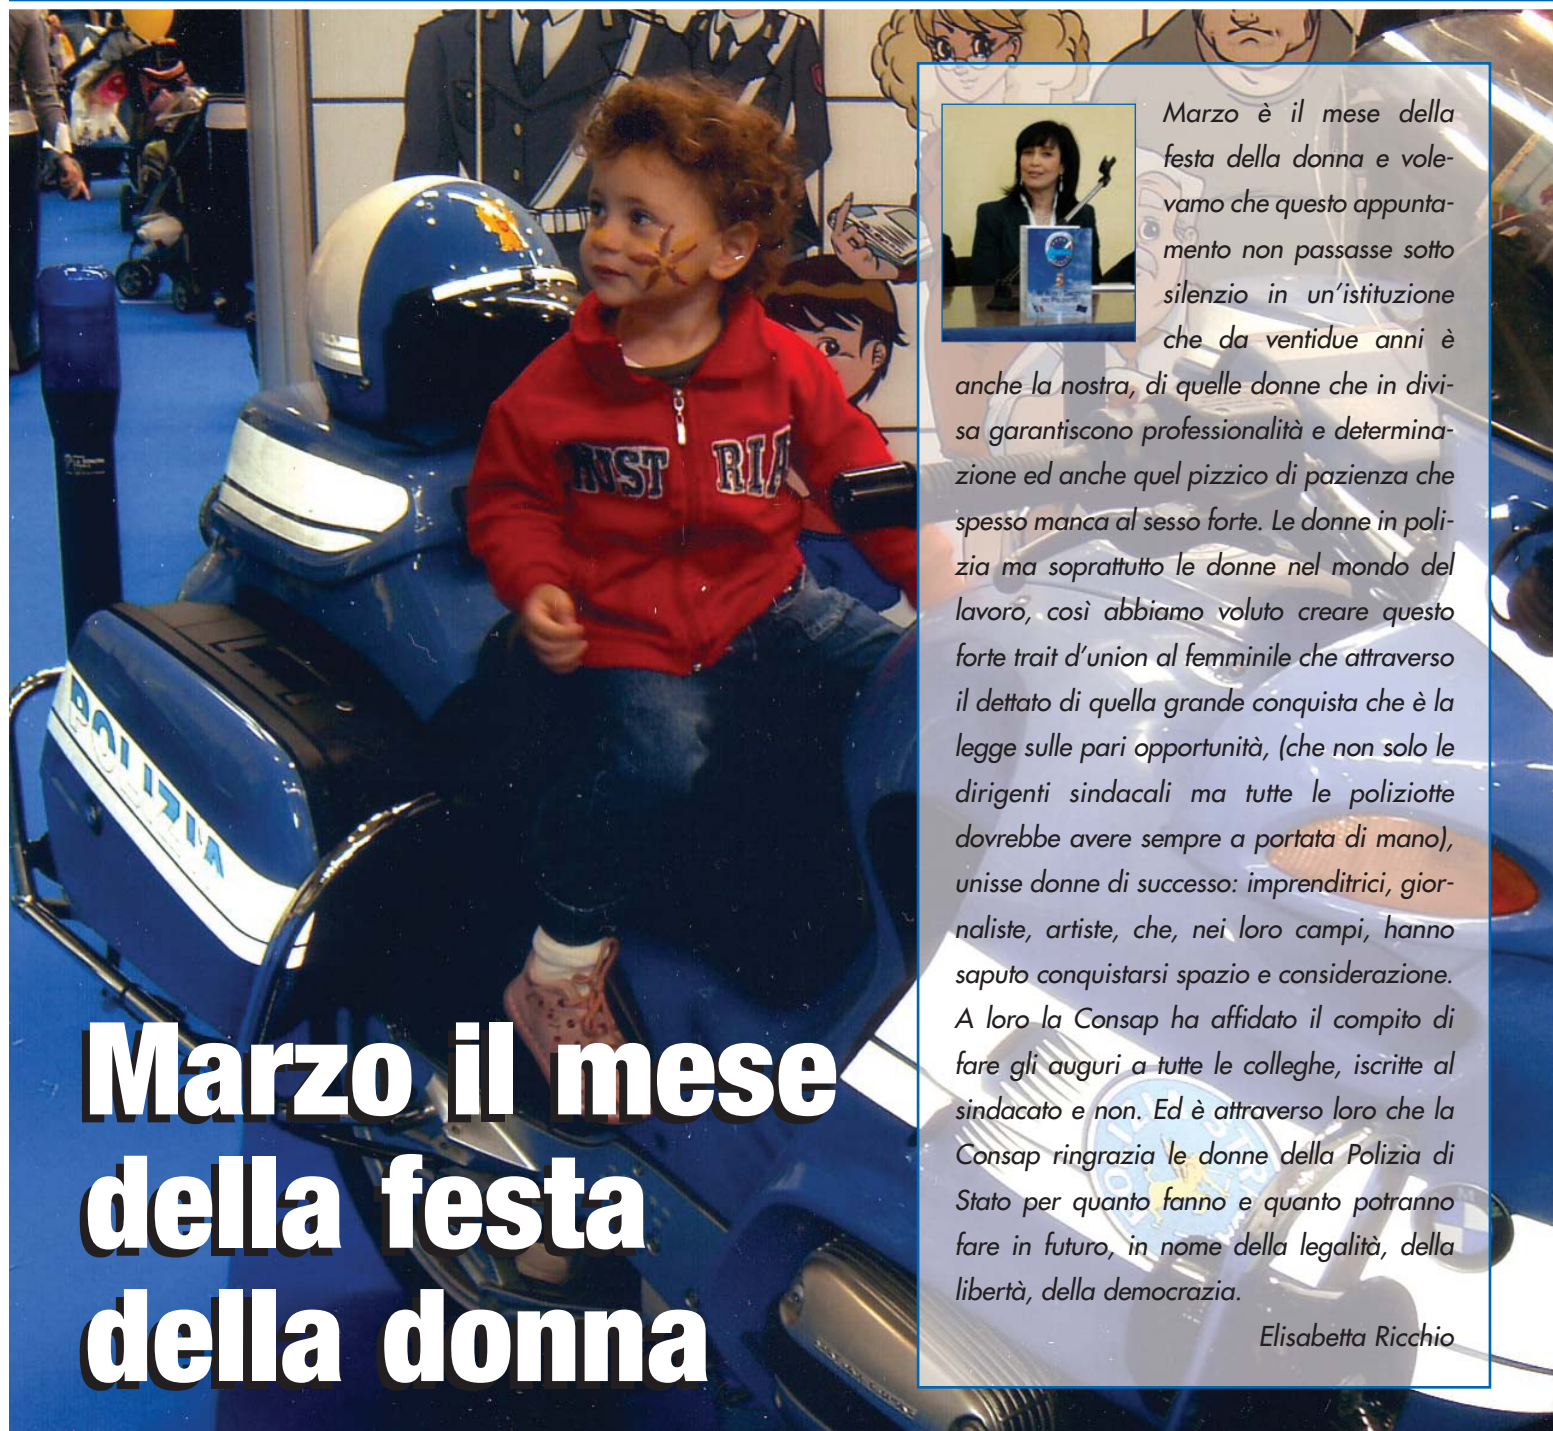 Marzo è il mese della
festa della donna e vole-
vamo che questo appunta-
mento non passasse sotto
silenzio in un'istituzione
che da ventidue anni è
anche la nostra, di quelle donne che in divi-
sa garantiscono professionalità e determina-
zione ed anche quel pizzico di pazienza che
spesso manca al sesso forte. Le donne in poli-
zia ma soprattutto le donne nel mondo del
lavoro, così abbiamo voluto creare questo
forte trait d'union al femminile che attraverso
il dettato di quella grande conquista che è la
legge sulle pari opportunità, (che non solo le
dirigenti sindacali ma tutte le poliziotte
dovrebbe avere sempre a portata di mano),
unisse donne di successo: imprenditrici, gior-
naliste, artiste, che, nei loro campi, hanno
saputo conquistarsi spazio e considerazione.
A loro la Consap ha affidato il compito di
fare gli auguri a tutte le colleghe, iscritte al
sindacato e non. Ed è attraverso loro che la
Consap ringrazia le donne della Polizia di
Stato per quanto fanno e quanto potranno
fare in futuro, in nome della legalità, della
libertà, della democrazia.
Elisabetta Ricchio
POLIZIA
Marzo il mese
della festa
della donna